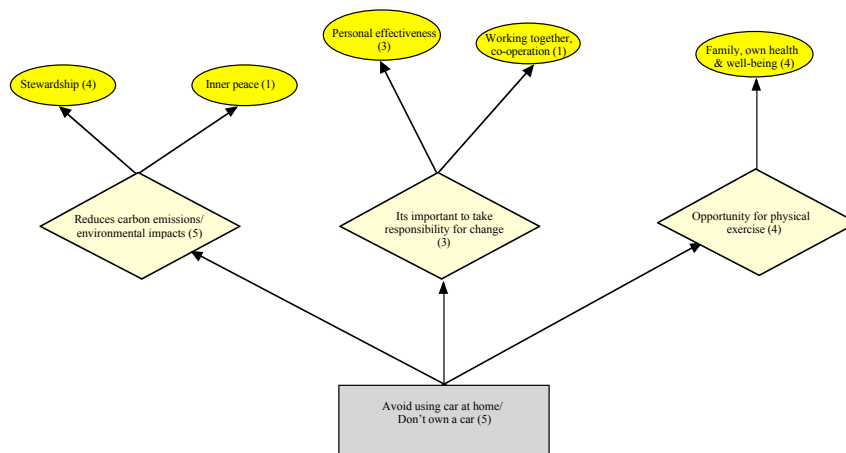 Personal effectiveness
(3)
Working together,
co-operation (1)
Family, own health
& well-being (4)
Stewardship (4)
Inner peace (1)
Reduces carbon emissions/
environmental impacts (5)
Its important to take
responsibility for change
(3)
Opportunity for physical
exercise (4)
Avoid using car at home/
Don’t own a car (5)